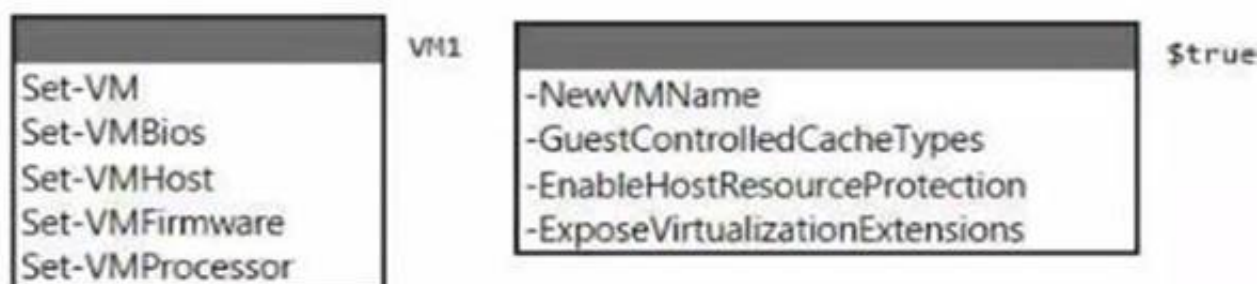 VM1
$true
Set-VM
Set-VMBios
Set-VMHost
Set-VMFirmware
Set-VMProcessor
-NewVMName
-GuestControlledCacheTypes
-EnableHostResourceProtection
-ExposeVirtualizationExtensions